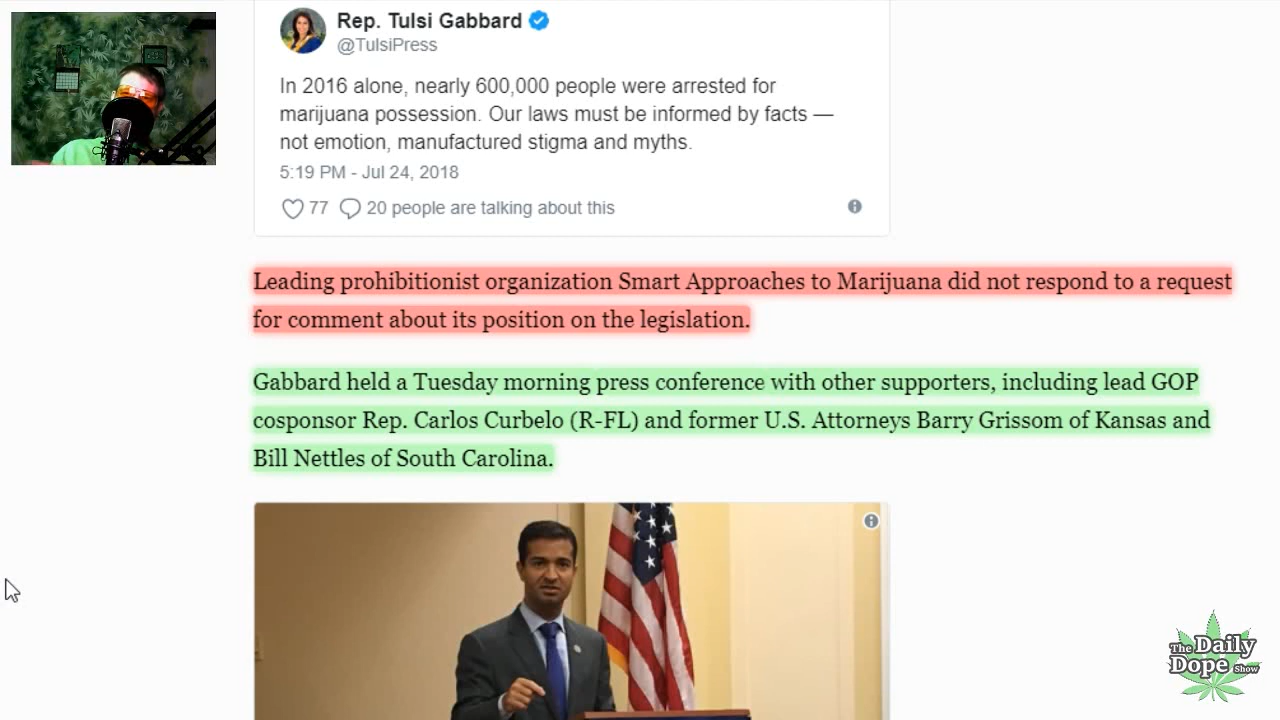 Rep. Tulsi Gabbard
@TulsiPress
In 2016 alone, nearly 600,000 people were arrested for
marijuana possession. Our laws must be informed by facts —
not emotion, manufactured stigma and myths.
5:19 PM - Jul 24, 2018
77 20 people are talking about this
Leading prohibitionist organization Smart Approaches to Marijuana did not respond to a request
for comment about its position on the legislation.
Gabbard held a Tuesday morning press conference with other supporters, including lead GOP
cosponsor Rep. Carlos Curbelo (R-FL) and former U.S. Attorneys Barry Grissom of Kansas and
Bill Nettles of South Carolina.
The Daily
Dope Show